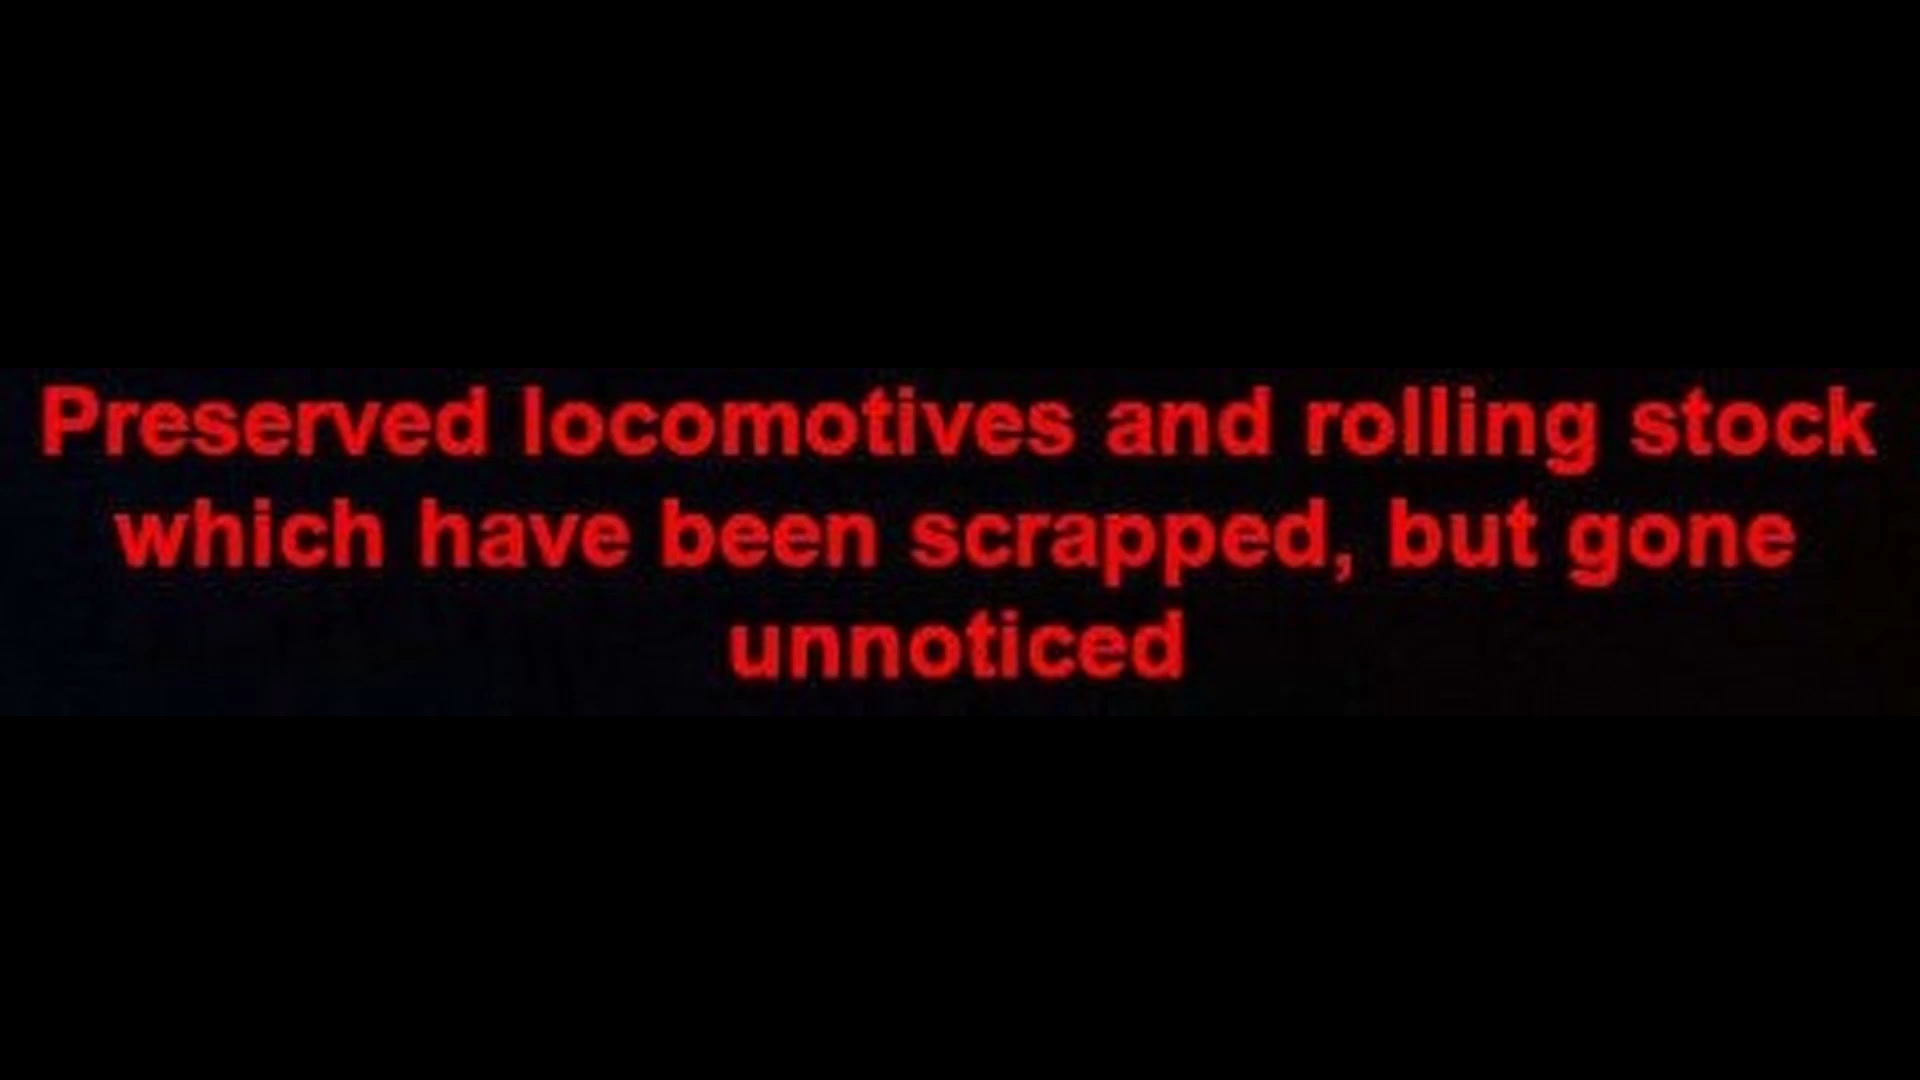 Preserved locomotives and rolling stock
which have been scrapped, but gone
unnoticed